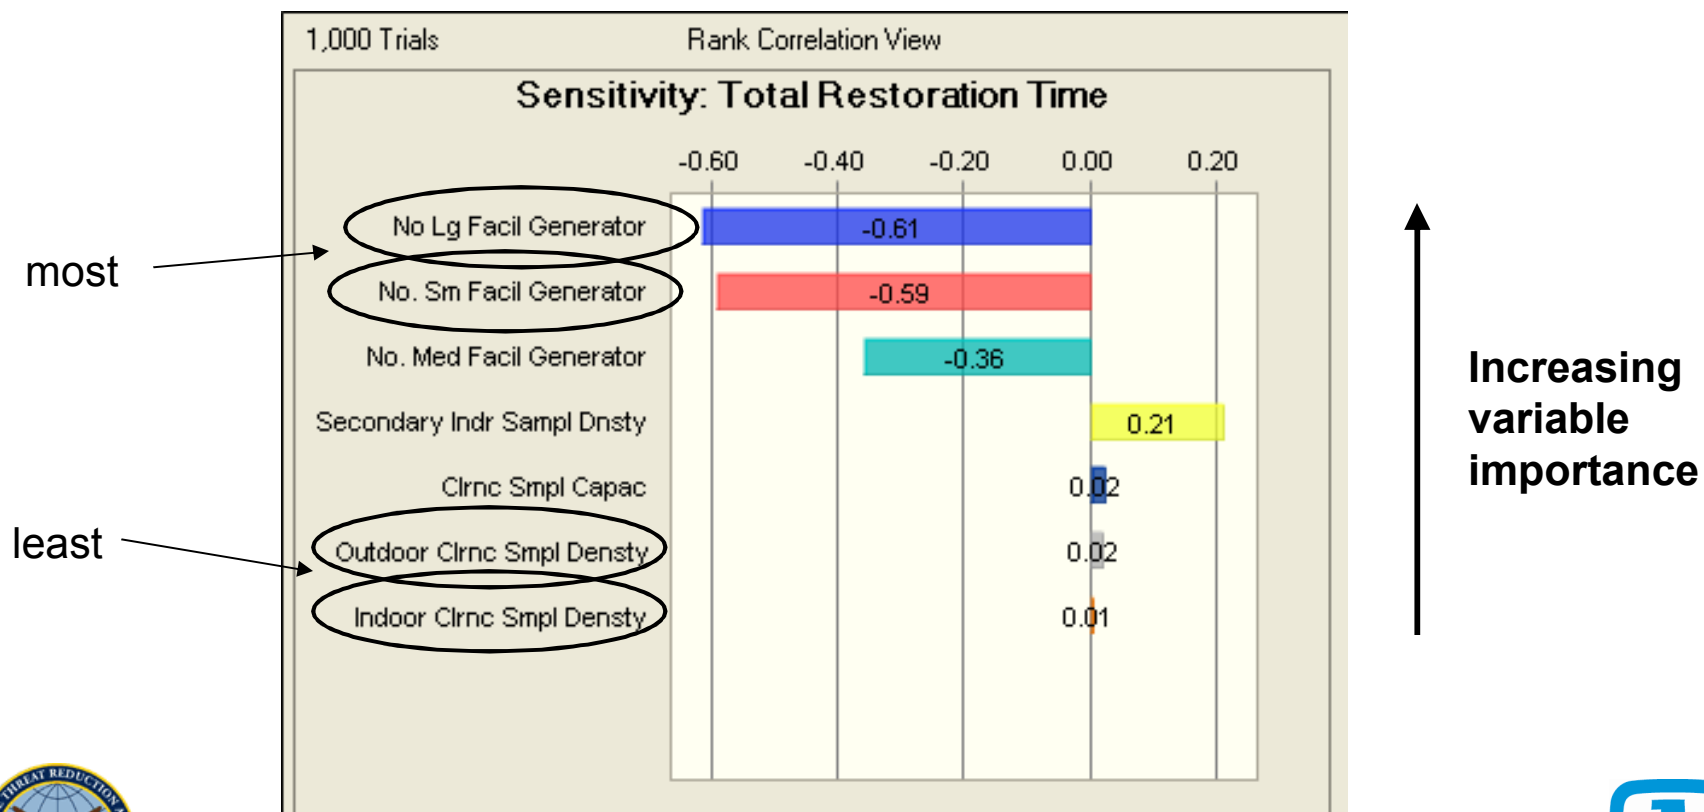 1,000 Trials Rank Correlation View
Sensitivity: Total Restoration Time
-0.60 -0.40 -0.20 0.00 0.20
No Lg Facil Generator -0.61
most
No. Sm Facil Generator -0.59
No. Med Facil Generator -0.36
Secondary Indr Sampl Dnsty 0.21
Clrnc Smpl Capac 0.02
least
Outdoor Clrnc Smpl Densty 0.02
Indoor Clrnc Smpl Densty 0.01
Increasing
variable
importance
THREAT REDUCTION